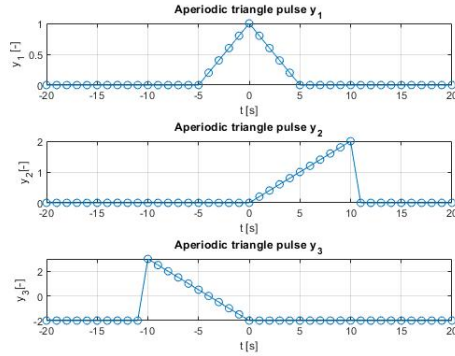 Aperiodic triangle pulse y1
1
0.5
0
y1 [-]
-20 -15 -10 -5 0 5 10 15 20
t [s]
Aperiodic triangle pulse y2
2
1
0
y2[-]
-20 -15 -10 -5 0 5 10 15 20
t [s]
Aperiodic triangle pulse y3
2
0
-2
y3[-]
-20 -15 -10 -5 0 5 10 15 20
t [s]